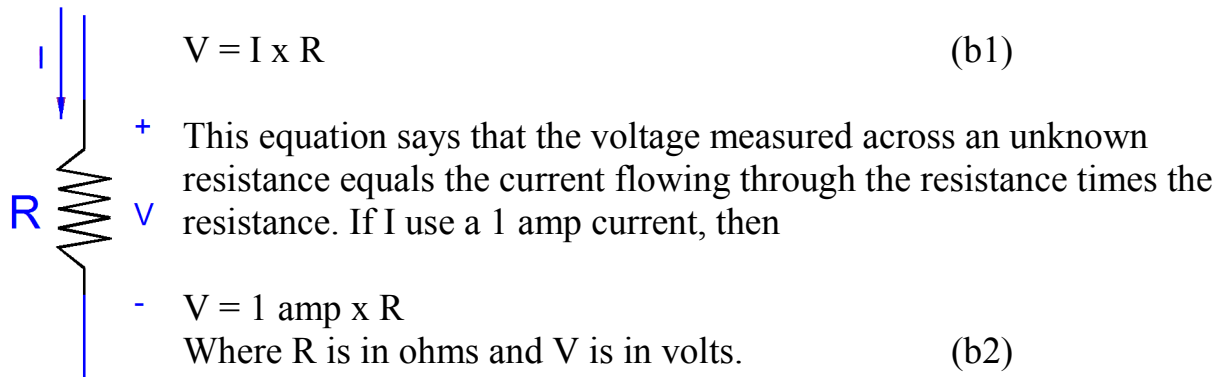 I
V = I x R (b1)
+
This equation says that the voltage measured across an unknown
resistance equals the current flowing through the resistance times the
R V resistance. If I use a 1 amp current, then
- V = 1 amp x R
Where R is in ohms and V is in volts. (b2)